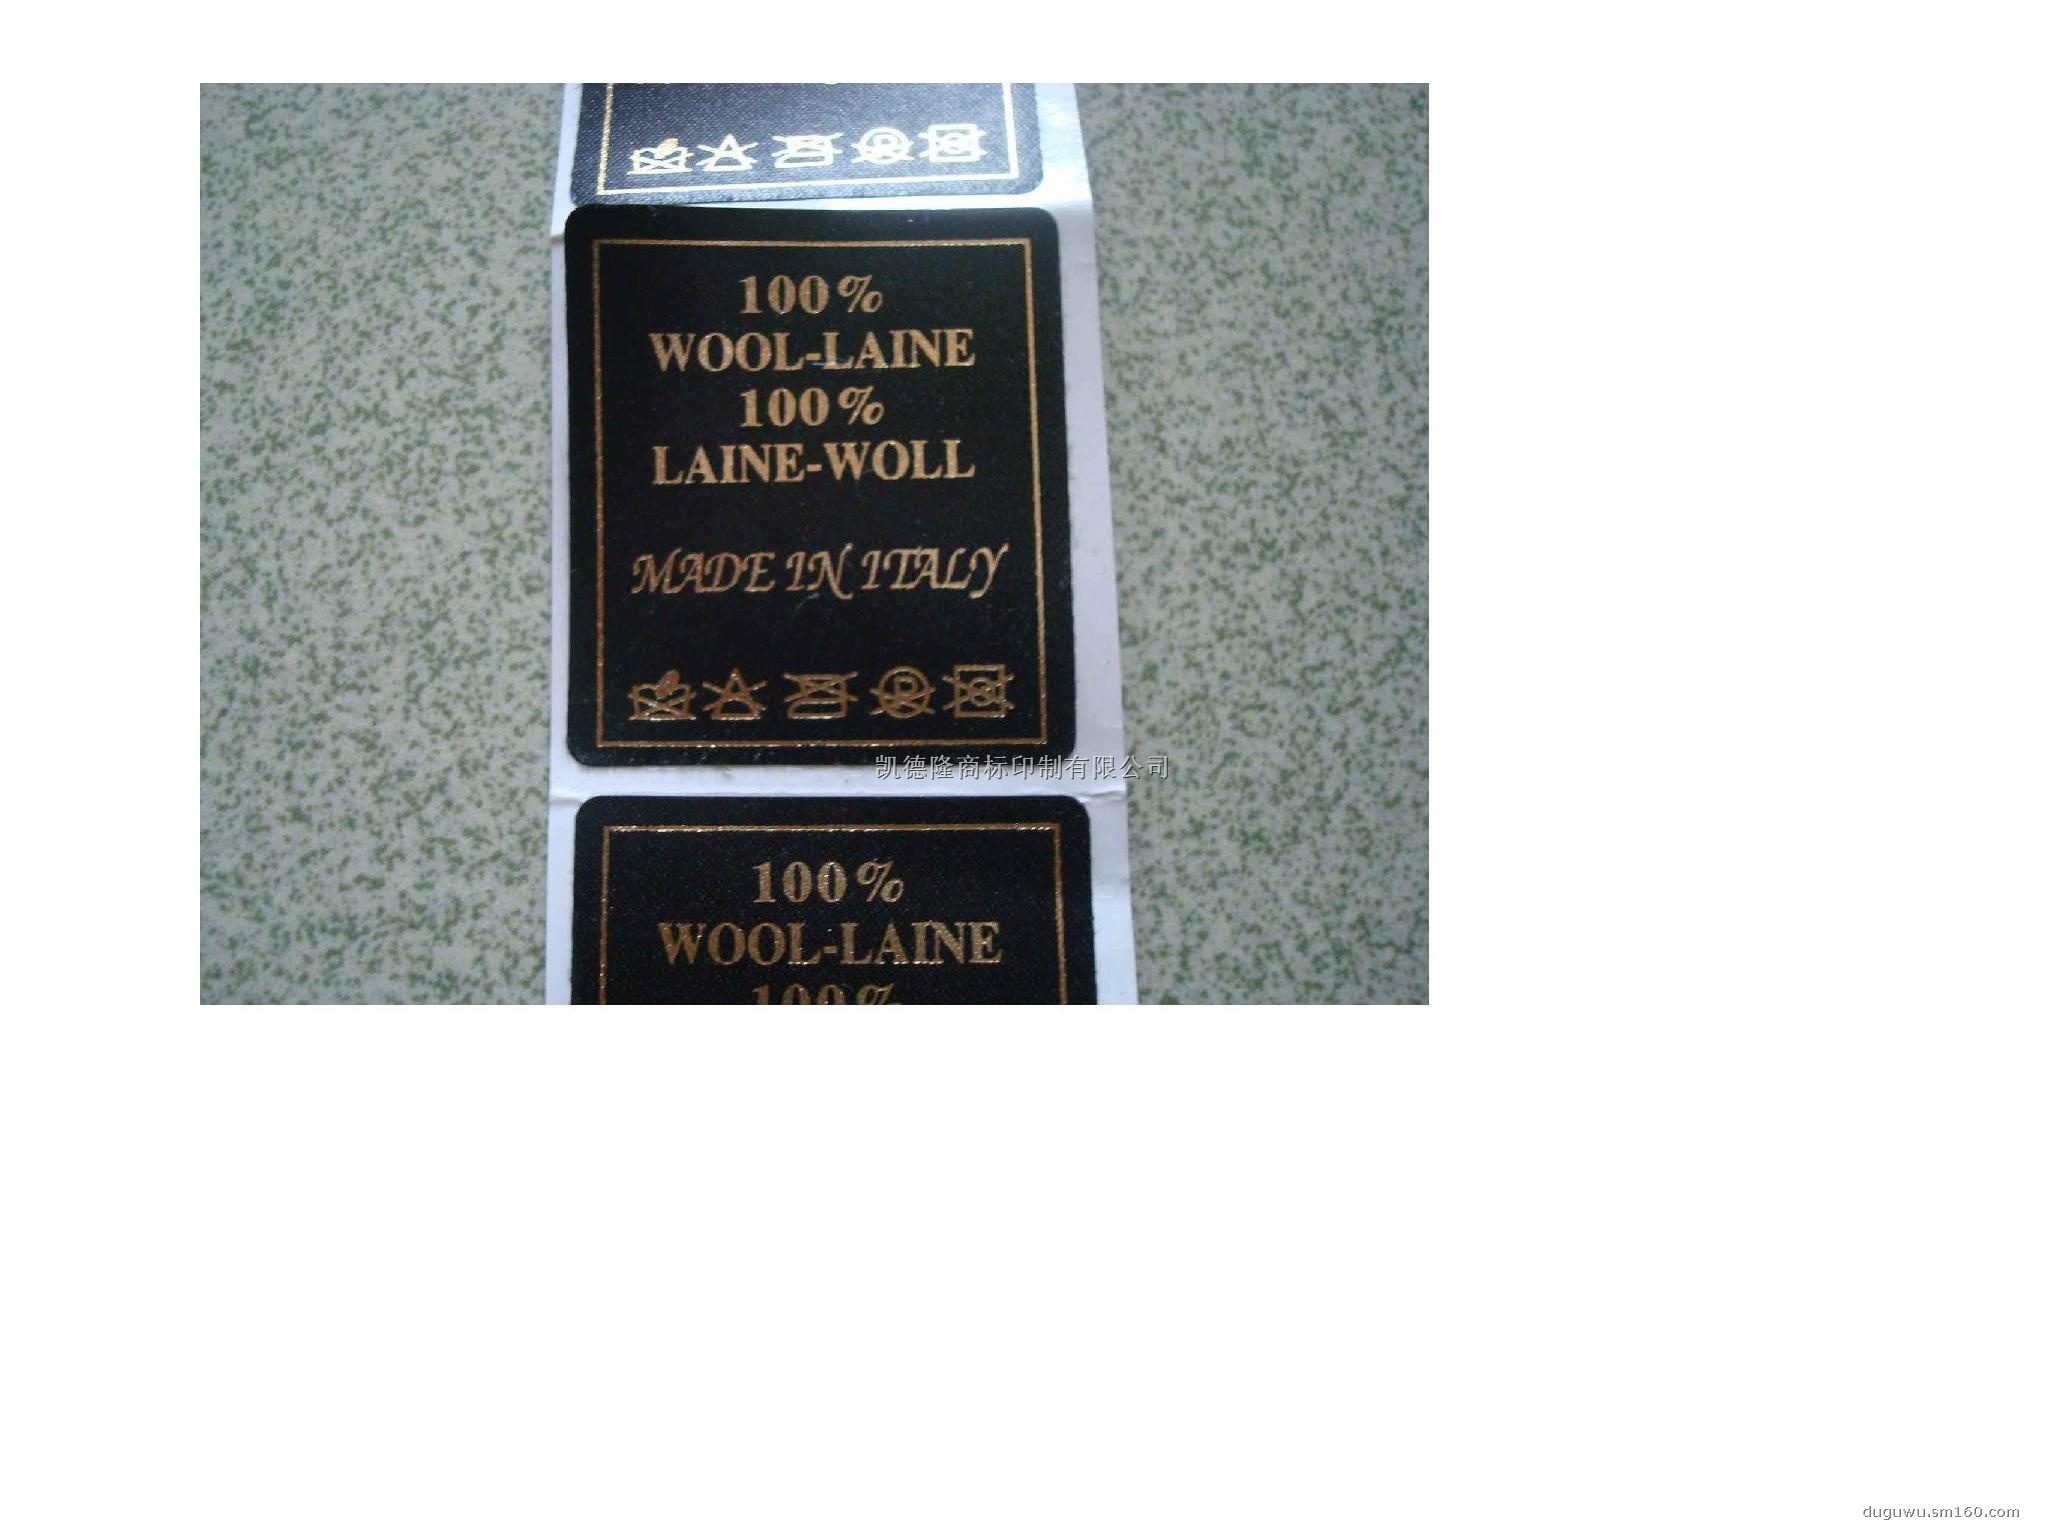 100%
WOOL-LAINE
100%
LAINE-WOLL
MADE IN ITALY
凯德隆商标印制有限公司
100%
WOOL-LAINE
100%
duguwu.sm160.com